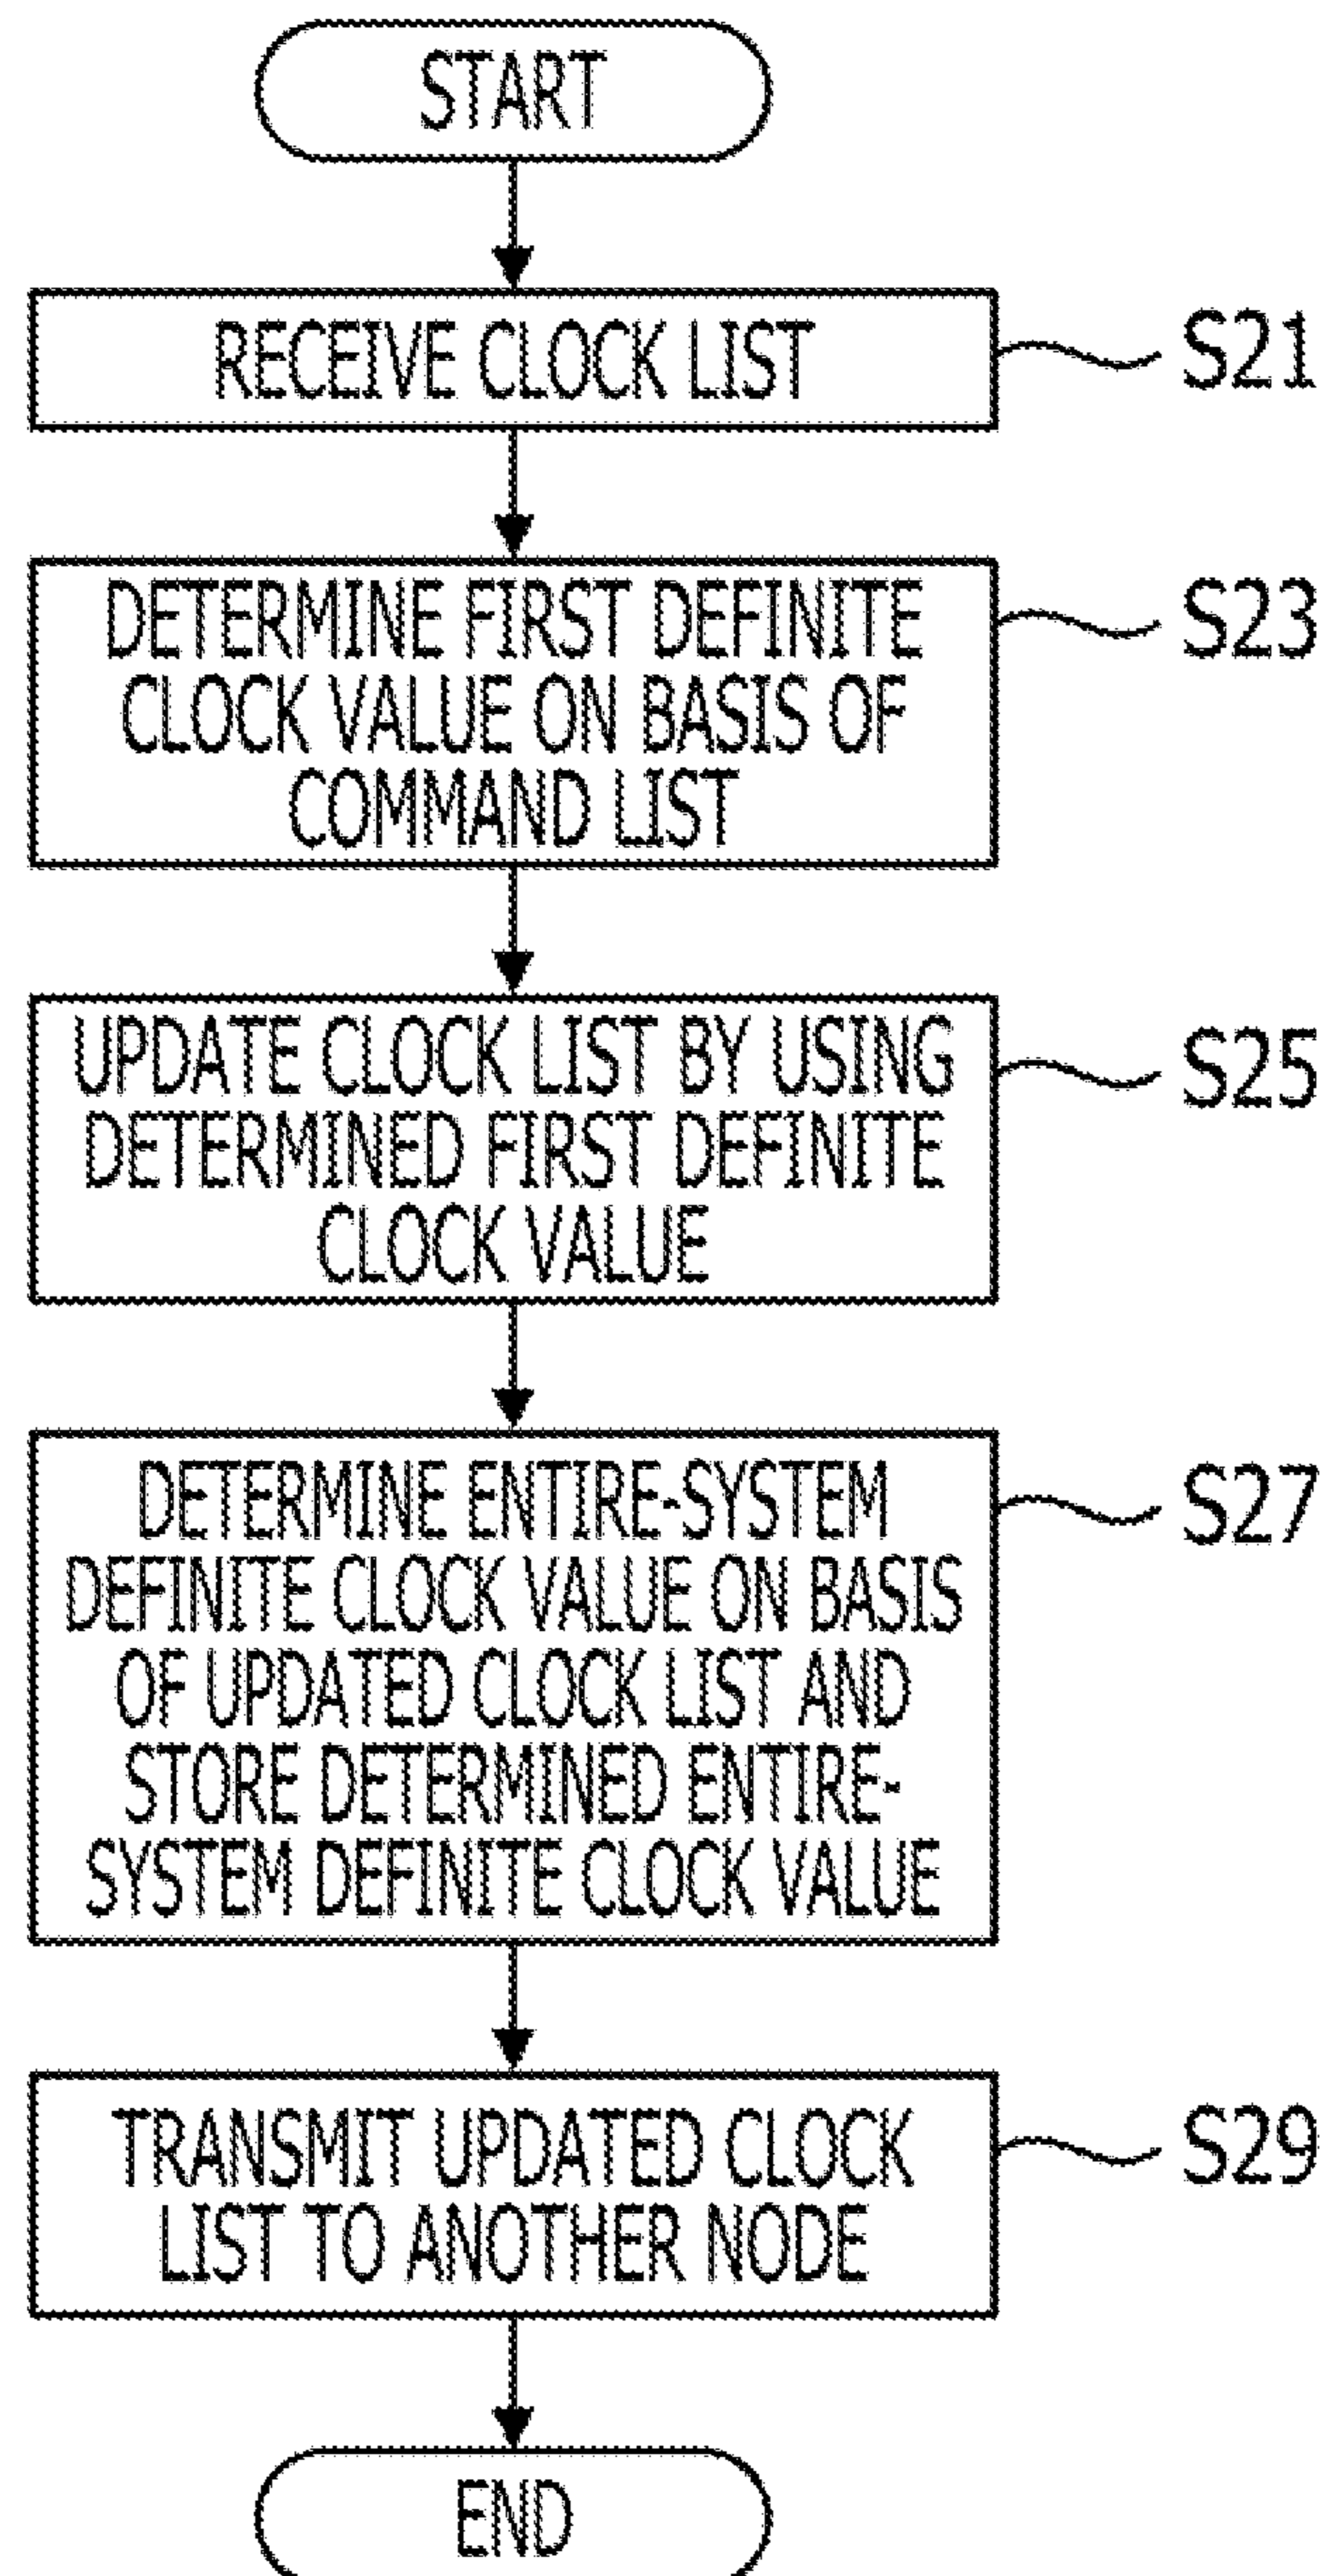 START
RECEIVE CLOCK LIST
S21
DETERMINE FIRST DEFINITE
CLOCK VALUE ON BASIS OF
COMMAND LIST
S23
UPDATE CLOCK LIST BY USING
DETERMINED FIRST DEFINITE
CLOCK VALUE
S25
DETERMINE ENTIRE-SYSTEM
DEFINITE CLOCK VALUE ON BASIS
OF UPDATED CLOCK LIST AND
STORE DETERMINED ENTIRE-
SYSTEM DEFINITE CLOCK VALUE
S27
TRANSMIT UPDATED CLOCK
LIST TO ANOTHER NODE
S29
END